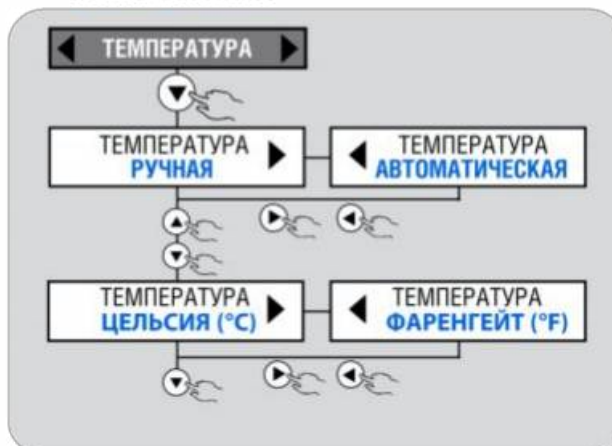 ТЕМПЕРАТУРА
ТЕМПЕРАТУРА
РУЧНАЯ
ТЕМПЕРАТУРА
АВТОМАТИЧЕСКАЯ
ТЕМПЕРАТУРА
ЦЕЛЬСИЯ (°C)
ТЕМПЕРАТУРА
ФАРЕНГЕЙТ (°F)